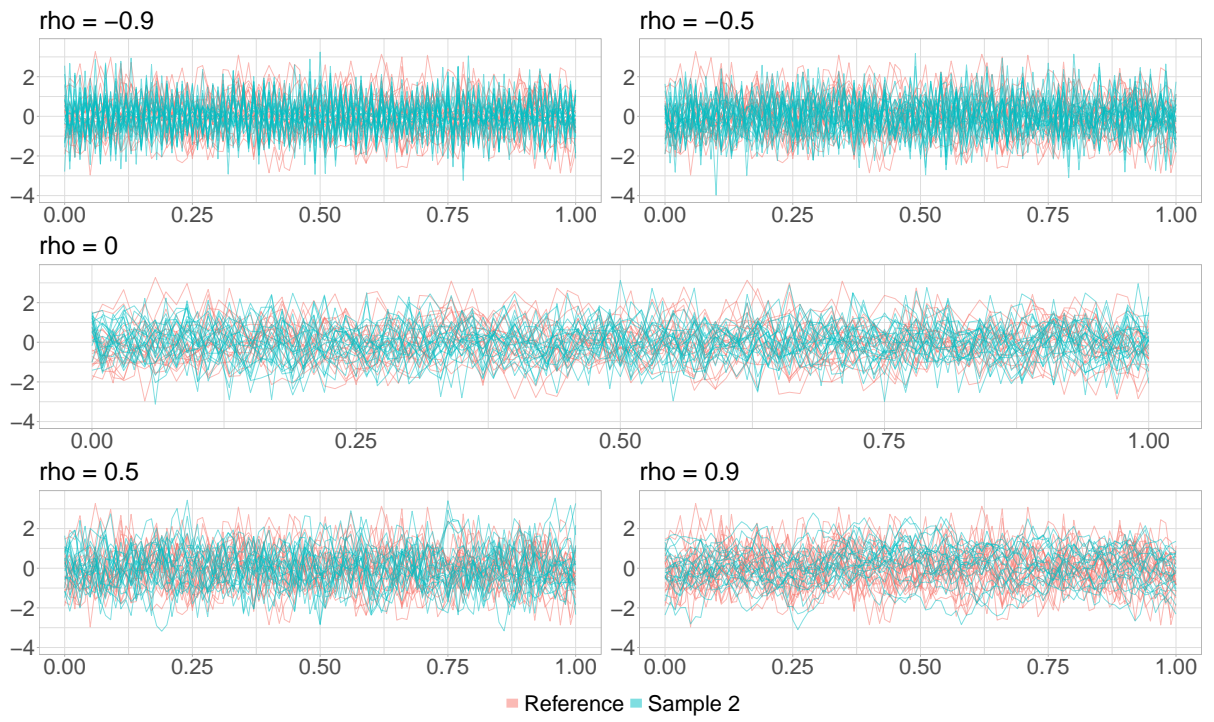 rho = −0.9 rho = −0.5
2 2
0 0
−2 −2
−4 −4
0.00 0.25 0.50 0.75 1.00 0.00 0.25 0.50 0.75 1.00
rho = 0
2
0
−2
−4
0.00 0.25 0.50 0.75 1.00
rho = 0.5 rho = 0.9
2 2
0 0
−2 −2
−4 −4
0.00 0.25 0.50 0.75 1.00 0.00 0.25 0.50 0.75 1.00
Reference Sample 2